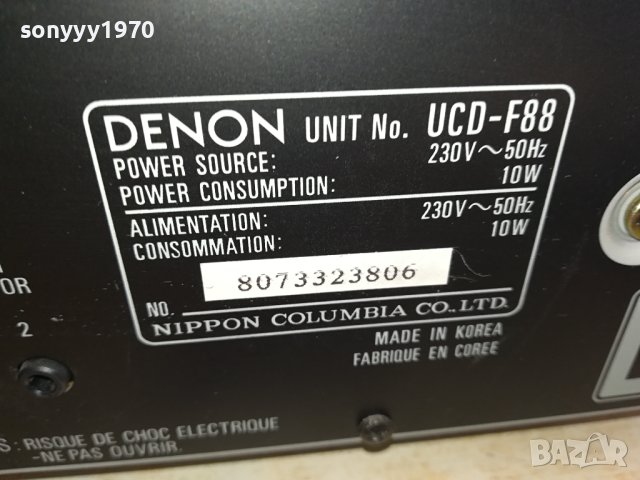 sonyyy1970
DENON UNIT No. UCD-F88
POWER SOURCE: 230V～50Hz
POWER CONSUMPTION: 10W
ALIMENTATION: 230V～50Hz
CONSOMMATION: 10W
8073323806
NO.
NIPPON COLUMBIA CO.,LTD.
MADE IN KOREA
FABRIQUE EN COREE
OR
2
: RISQUE DE CHOC ELECTRIQUE
-NE PAS OUVRIR.
BAZAR